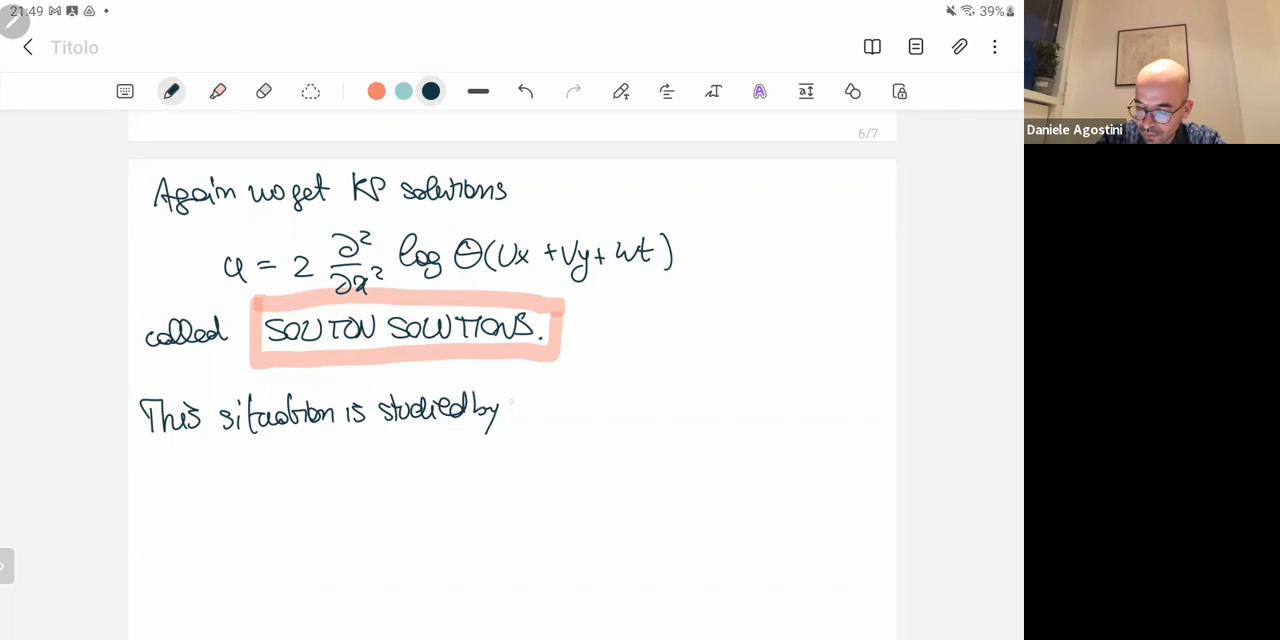 21:49
39%
Titolo
Daniele Agostini
6/7
Again we get KP solutions
u = 2 ∂²/∂x² log Θ(Ux + Vy + Wt)
called SOLITON SOLUTIONS.
This situation is studied by